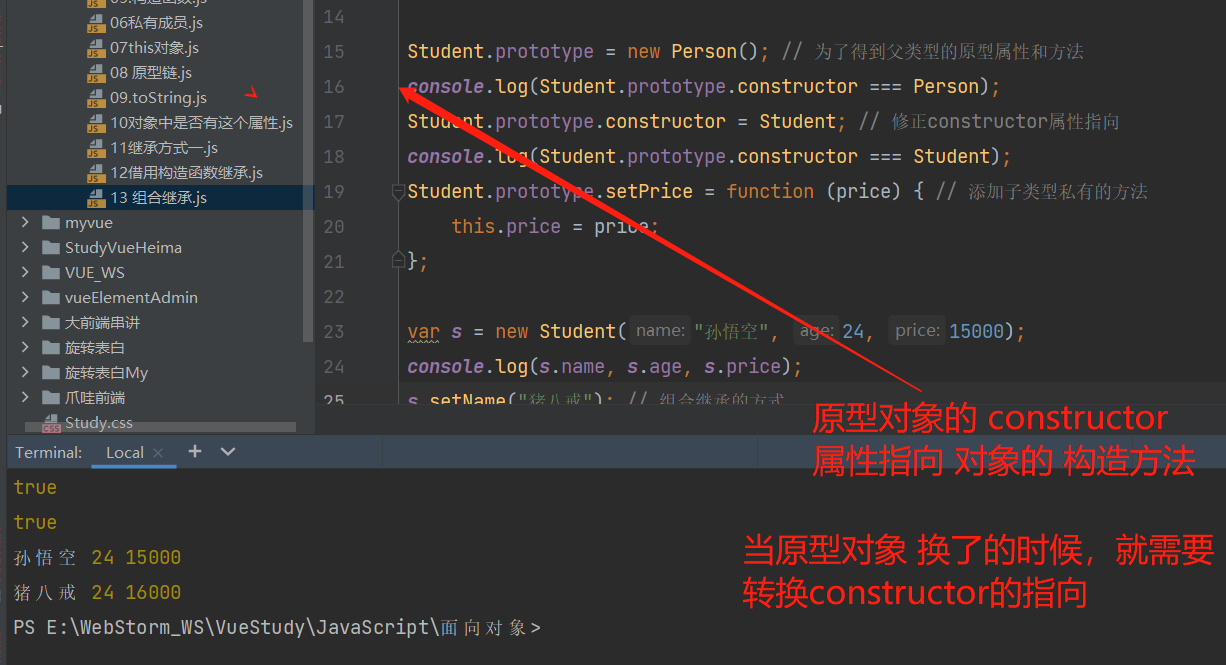 06私有成员.js
07this对象.js
08 原型链.js
09.toString.js
10对象中是否有这个属性.js
11继承方式一.js
12借用构造函数继承.js
13 组合继承.js
myvue
StudyVueHeima
VUE_WS
vueElementAdmin
大前端串讲
旋转表白
旋转表白My
爪哇前端
Study.css
14
15 Student.prototype = new Person(); // 为了得到父类型的原型属性和方法
16 console.log(Student.prototype.constructor === Person);
17 Student.prototype.constructor = Student; // 修正constructor属性指向
18 console.log(Student.prototype.constructor === Student);
19 Student.prototype.setPrice = function (price) { // 添加子类型私有的方法
20 this.price = price;
21 };
22
23 var s = new Student( name: "孙悟空", age: 24, price: 15000);
24 console.log(s.name, s.age, s.price);
25 s.setName("猪八戒"); // 组合继承的方式
原型对象的 constructor
属性指向 对象的 构造方法
当原型对象 换了的时候，就需要
转换constructor的指向
Terminal: Local × +
true
true
孙悟空 24 15000
猪八戒 24 16000
PS E:\WebStorm_WS\VueStudy\JavaScript\面向对象>